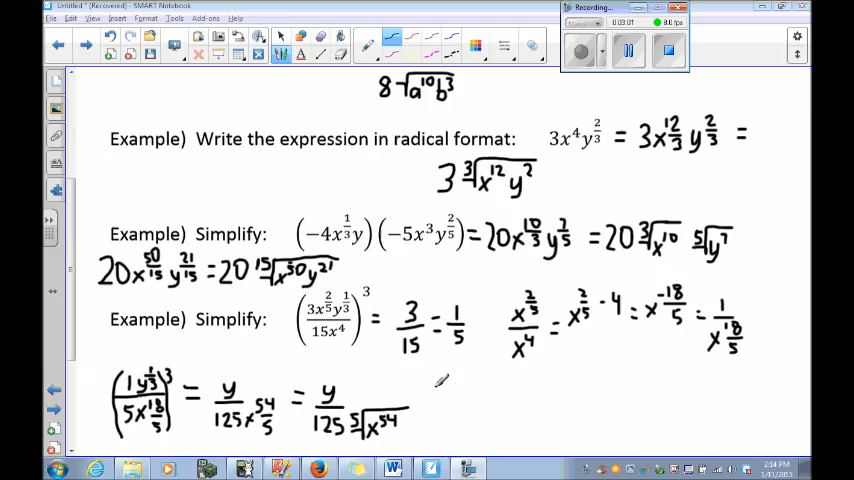 Untitled * (Recovered) - SMART Notebook
Recording...
File Edit View Insert Format Tools Add-ons Help
0:03:01
8.0 fps
8√a¹⁰b³
Example) Write the expression in radical format: 3x⁴y^(2/3) = 3x^(12/3) y^(2/3) =
3 ∛(x¹²y²)
Example) Simplify: (−4x^(1/3)y)(−5x³y^(2/5)) = 20x^(10/3) y^(7/5) = 20 ∛(x¹⁰) ⁵√(y⁷)
20x^(50/15) y^(21/15) = 20 ¹⁵√(x⁵⁰y²¹)
Example) Simplify: ((3x^(2/5)y^(1/3))/(15x⁴))³ = 3/15 = 1/5 x^(2/5)/x⁴ = x^(2/5 - 4) = x^(-18/5) = 1/x^(18/5)
((1y^(1/3))/(5x^(18/5)))³ = y/(125x^(54/5)) = y/(125 ⁵√(x⁵⁴))
2:14 PM
1/11/2015